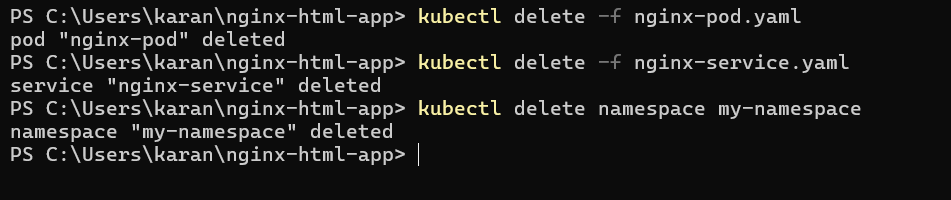 PS C:\Users\karan\nginx-html-app> kubectl delete -f nginx-pod.yaml
pod "nginx-pod" deleted
PS C:\Users\karan\nginx-html-app> kubectl delete -f nginx-service.yaml
service "nginx-service" deleted
PS C:\Users\karan\nginx-html-app> kubectl delete namespace my-namespace
namespace "my-namespace" deleted
PS C:\Users\karan\nginx-html-app>